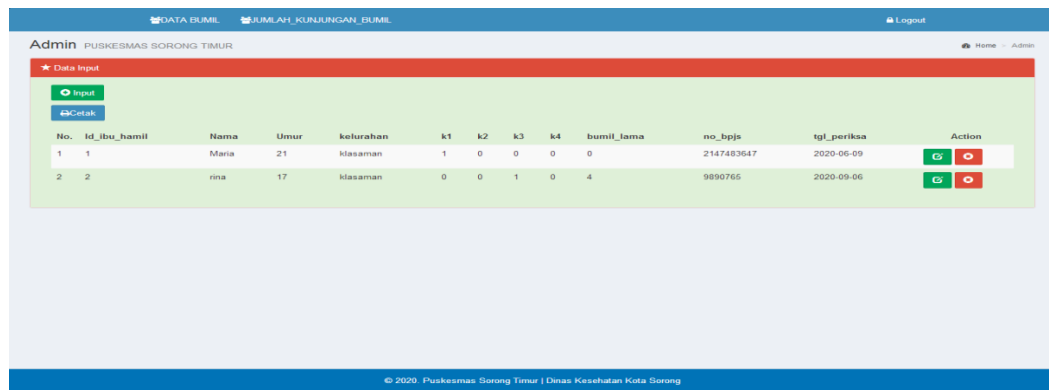 DATA BUMIL JUMLAH_KUNJUNGAN_BUMIL Logout
Admin PUSKESMAS SORONG TIMUR Home - Admin
Data Input
Input
Cetak
No. Id_ibu_hamil Nama Umur kelurahan k1 k2 k3 k4 bumil_lama no_bpjs tgl_periksa Action
1 1 Maria 21 klasaman 1 0 0 0 0 2147483647 2020-06-09
2 2 rina 17 klasaman 0 0 1 0 4 9890765 2020-09-06
© 2020. Puskesmas Sorong Timur | Dinas Kesehatan Kota Sorong